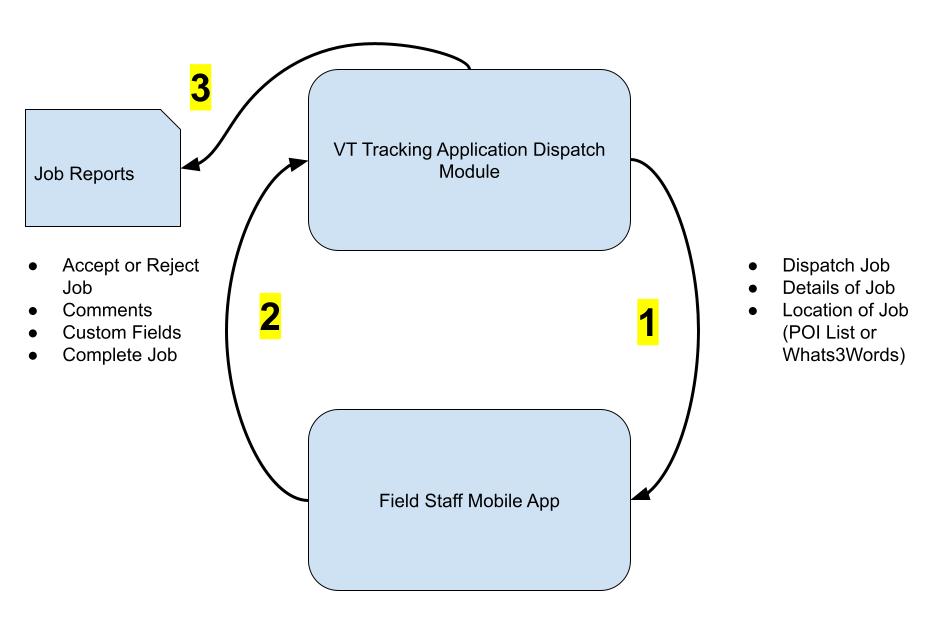 3
VT Tracking Application Dispatch
Module
Job Reports
● Accept or Reject
Job
● Comments
● Custom Fields
● Complete Job
2
1
● Dispatch Job
● Details of Job
● Location of Job
(POI List or
Whats3Words)
Field Staff Mobile App